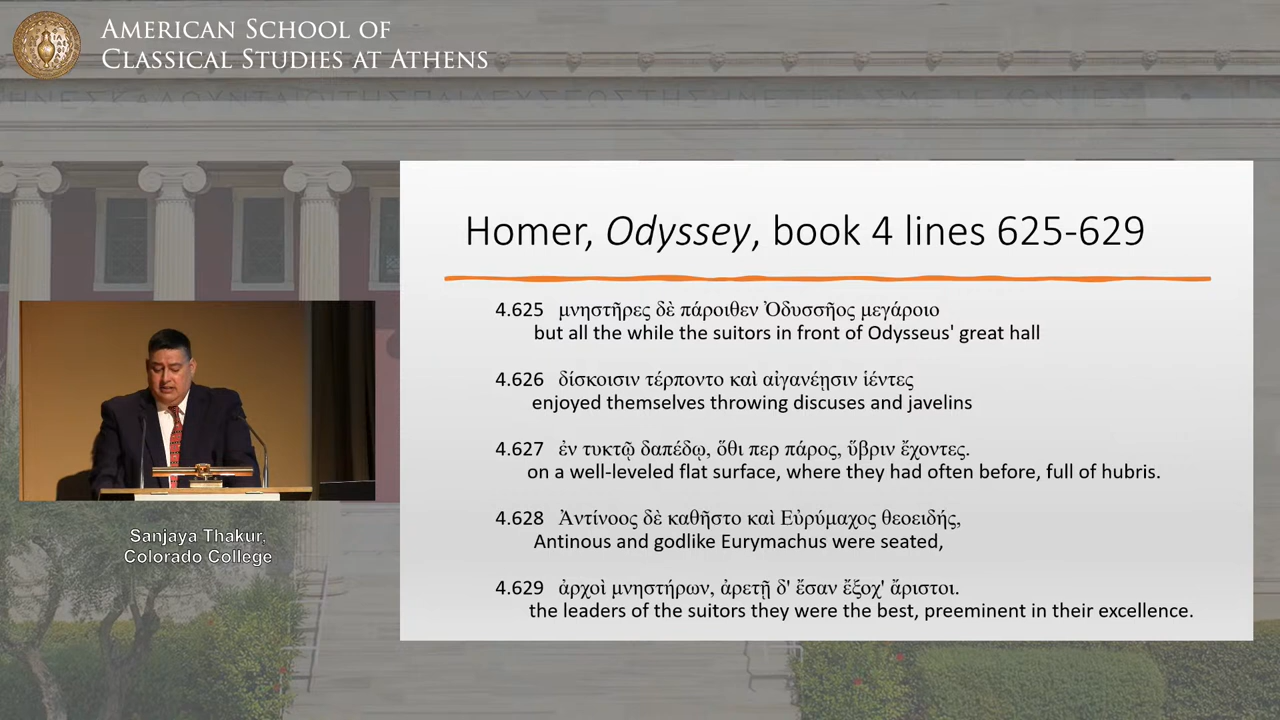 AMERICAN SCHOOL OF
CLASSICAL STUDIES AT ATHENS
Homer, Odyssey, book 4 lines 625-629
4.625 μνηστῆρες δὲ πάροιθεν Ὀδυσσῆος μεγάροιο
but all the while the suitors in front of Odysseus' great hall
4.626 δίσκοισιν τέρποντο καὶ αἰγανέῃσιν ἱέντες
enjoyed themselves throwing discuses and javelins
4.627 ἐν τυκτῷ δαπέδῳ, ὅθι περ πάρος, ὕβριν ἔχοντες.
on a well-leveled flat surface, where they had often before, full of hubris.
4.628 Ἀντίνοος δὲ καθῆστο καὶ Εὐρύμαχος θεοειδής,
Antinous and godlike Eurymachus were seated,
4.629 ἀρχοὶ μνηστήρων, ἀρετῇ δ' ἔσαν ἔξοχ' ἄριστοι.
the leaders of the suitors they were the best, preeminent in their excellence.
Sanjaya Thakur,
Colorado College